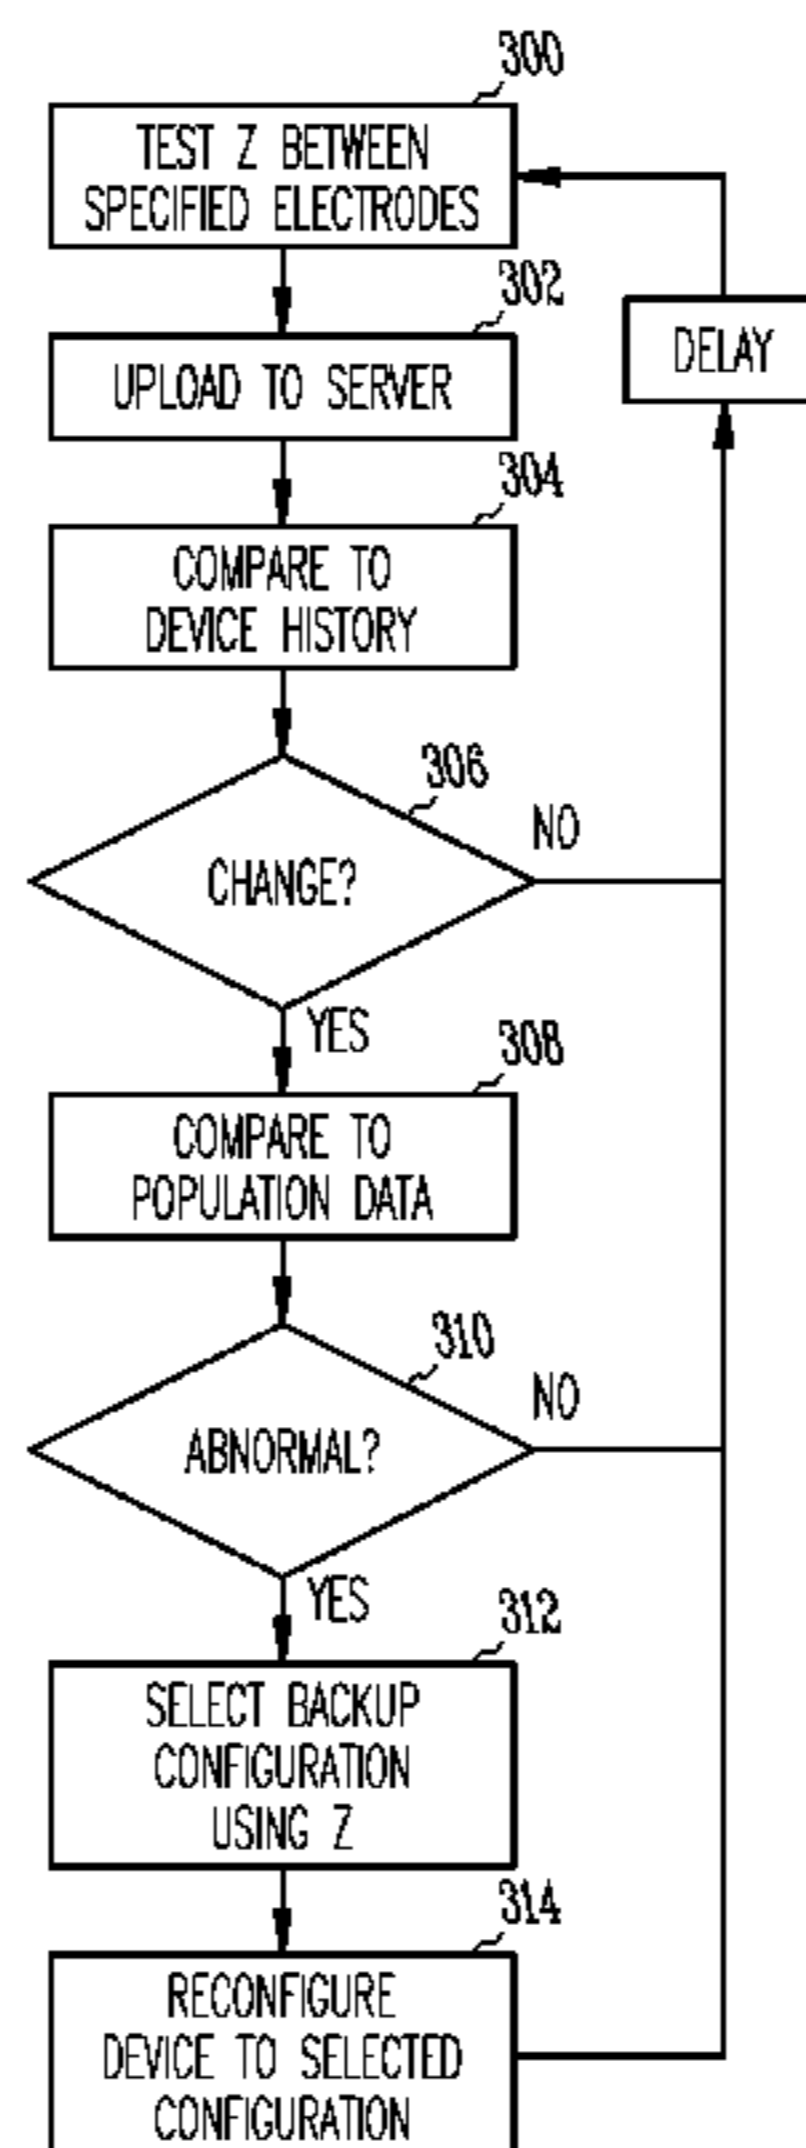 300
TEST Z BETWEEN
SPECIFIED ELECTRODES
302
UPLOAD TO SERVER
DELAY
304
COMPARE TO
DEVICE HISTORY
306
NO
CHANGE?
YES
308
COMPARE TO
POPULATION DATA
310
NO
ABNORMAL?
YES
312
SELECT BACKUP
CONFIGURATION
USING Z
314
RECONFIGURE
DEVICE TO SELECTED
CONFIGURATION